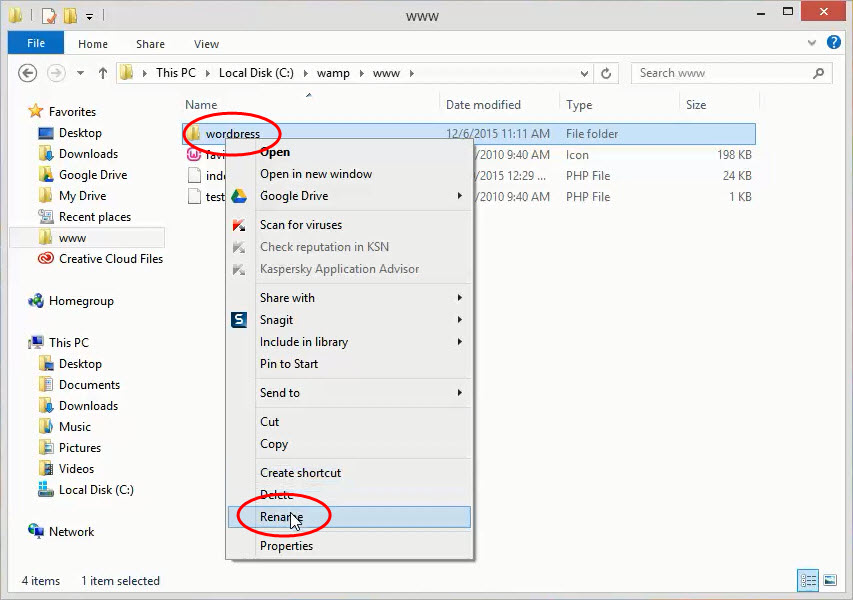 www
File Home Share View
This PC Local Disk (C:) wamp www Search www
Name Date modified Type Size
Favorites
Desktop
Downloads
Google Drive
My Drive
Recent places
www
Creative Cloud Files
Homegroup
This PC
Desktop
Documents
Downloads
Music
Pictures
Videos
Local Disk (C:)
Network
wordpress 12/6/2015 11:11 AM File folder
favi /2010 9:40 AM Icon 198 KB
inde /2015 12:29 ... PHP File 24 KB
test /2010 9:40 AM PHP File 1 KB
Open
Open in new window
Google Drive
Scan for viruses
Check reputation in KSN
Kaspersky Application Advisor
Share with
S Snagit
Include in library
Pin to Start
Send to
Cut
Copy
Create shortcut
Delete
Rename
Properties
4 items 1 item selected